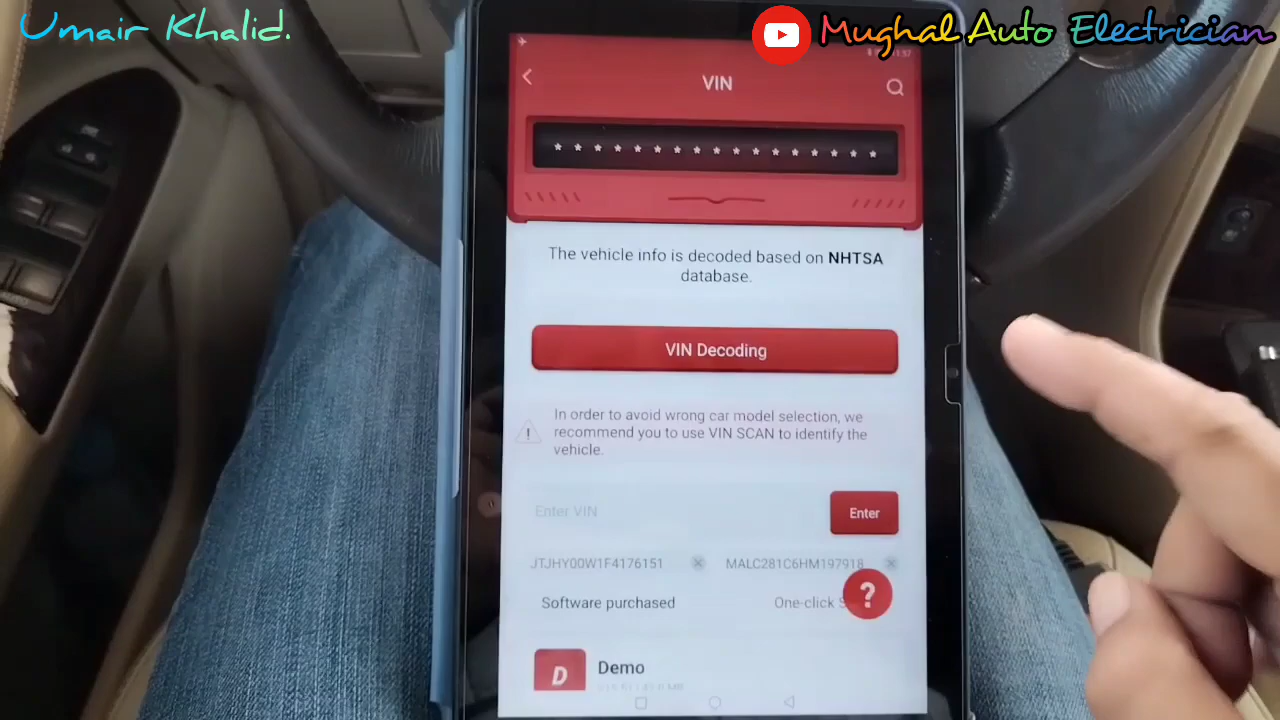 Umair Khalid.
Mughal Auto Electrician
VIN
* * * * * * * * * * * * * * * * *
The vehicle info is decoded based on NHTSA
database.
VIN Decoding
In order to avoid wrong car model selection, we
recommend you to use VIN SCAN to identify the
vehicle.
Enter VIN
Enter
JTJHY00W1F4176151
MALC281C6HM197918
Software purchased
One-click
?
D
Demo